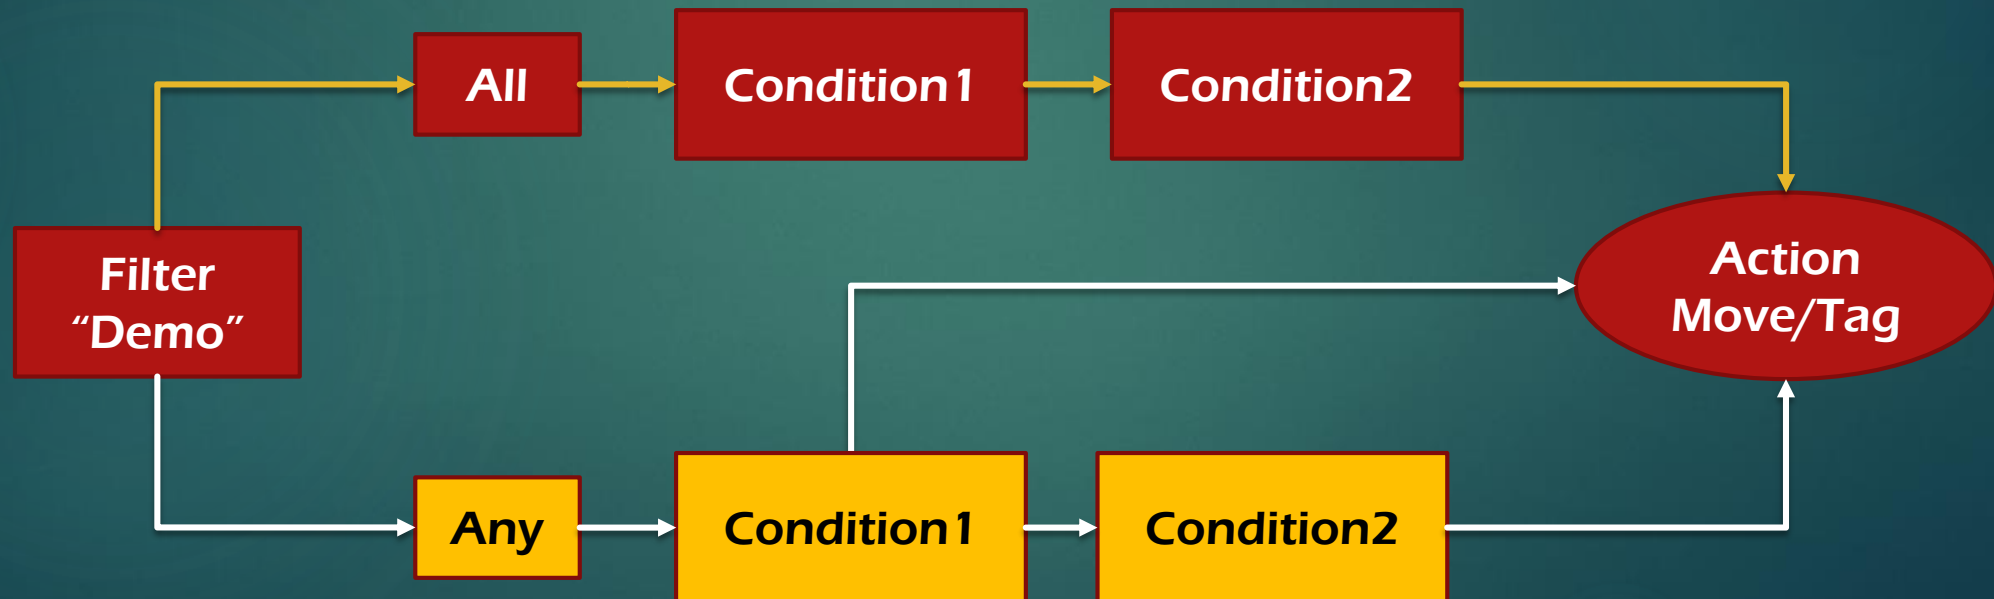 All
Condition1
Condition2
Filter
“Demo”
Action
Move/Tag
Any
Condition1
Condition2